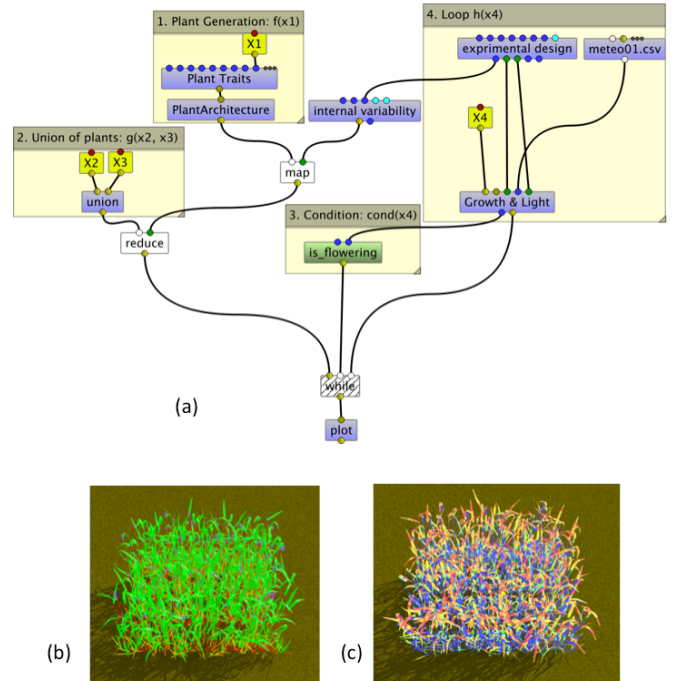 1. Plant Generation: f(x1)
X1
Plant Traits
PlantArchitecture
4. Loop h(x4)
exprimental design
meteo01.csv
internal variability
X4
2. Union of plants: g(x2, x3)
X2 X3
union
map
Growth & Light
3. Condition: cond(x4)
reduce
is_flowering
while
(a)
plot
(b)
(c)